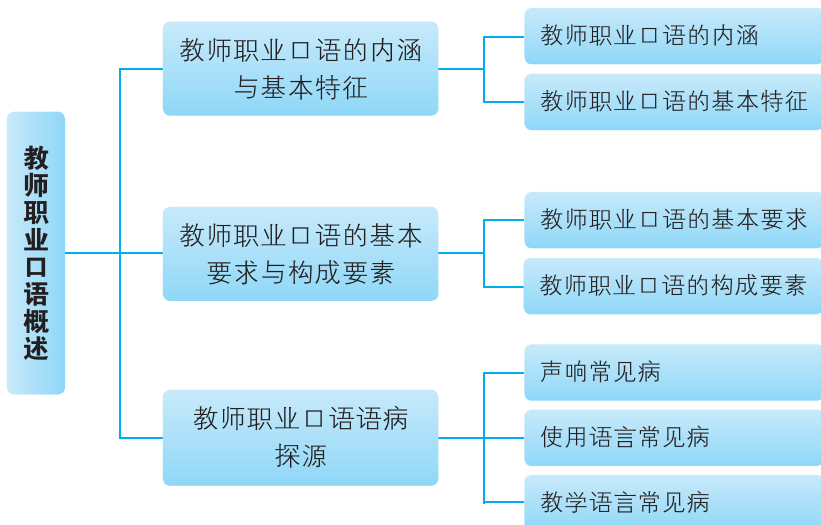 教师职业口语概述
教师职业口语的内涵
与基本特征
教师职业口语的内涵
教师职业口语的基本特征
教师职业口语的基本
要求与构成要素
教师职业口语的基本要求
教师职业口语的构成要素
教师职业口语语病
探源
声响常见病
使用语言常见病
教学语言常见病